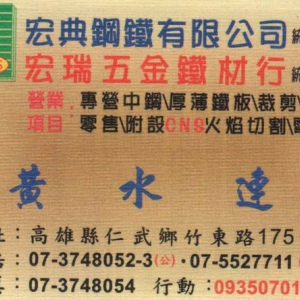 宏典鋼鐵有限公司
宏瑞五金鐵材行
營業：專營中鋼\厚薄鐵板\裁剪
項目：零售\附設CNS火焰切割\
黃水連
：高雄縣仁武鄉竹東路175
：07-3748052-3(公)・07-5527711
：07-3748054 行動：09350701